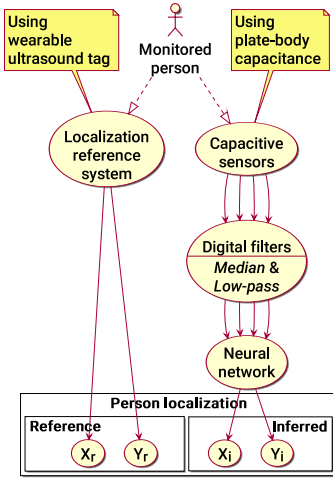 Using
wearable
ultrasound tag
Using
plate-body
capacitance
Monitored
person
Localization
reference
system
Capacitive
sensors
Digital filters
Median &
Low-pass
Neural
network
Person localization
Reference
Inferred
Xr
Yr
Xi
Yi